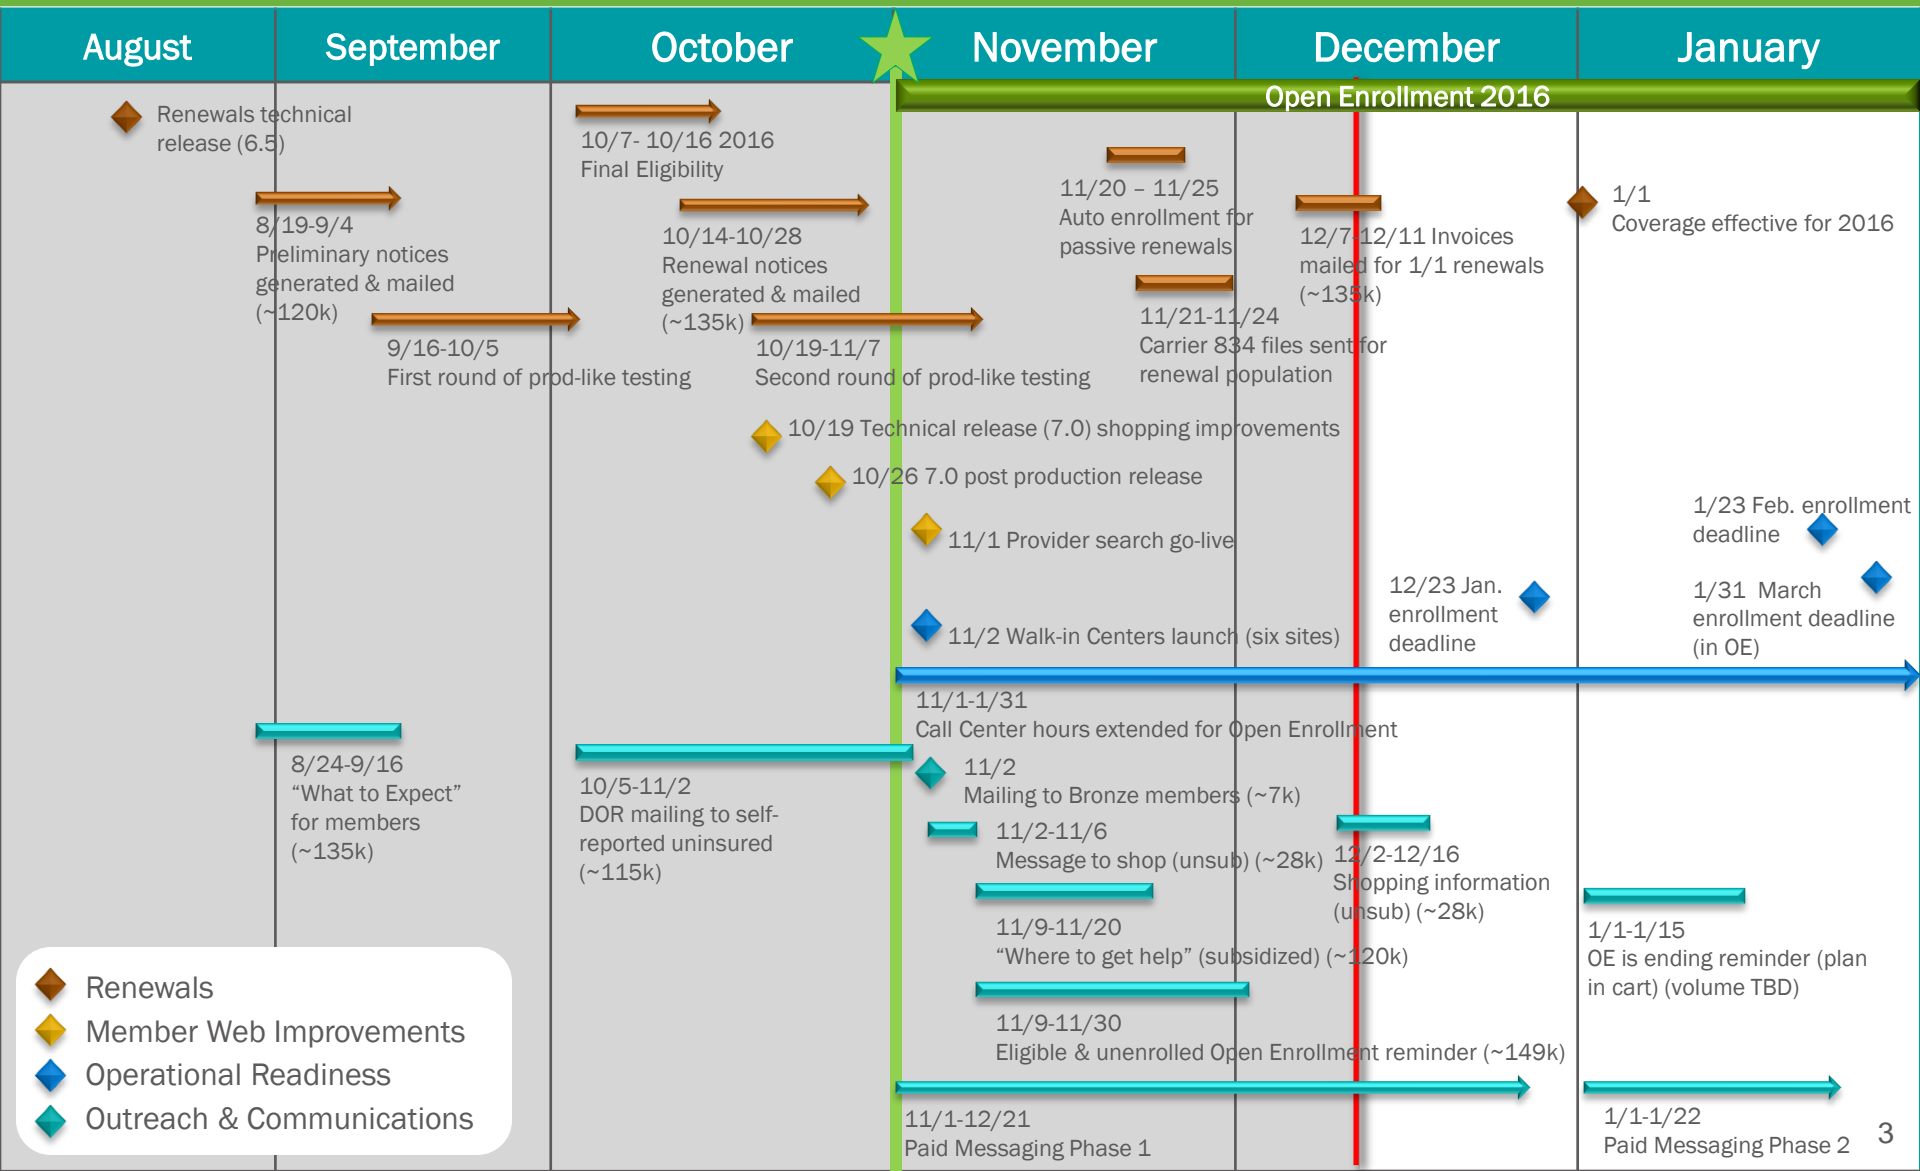 August
September
October
November
December
January
Open Enrollment 2016
Renewals technical
release (6.5)
10/7- 10/16 2016
Final Eligibility
11/20 – 11/25
Auto enrollment for
passive renewals
1/1
Coverage effective for 2016
8/19-9/4
Preliminary notices
generated & mailed
(~120k)
10/14-10/28
Renewal notices
generated & mailed
(~135k)
12/7-12/11 Invoices
mailed for 1/1 renewals
(~135k)
11/21-11/24
Carrier 834 files sent for
renewal population
9/16-10/5
First round of prod-like testing
10/19-11/7
Second round of prod-like testing
10/19 Technical release (7.0) shopping improvements
10/26 7.0 post production release
11/1 Provider search go-live
1/23 Feb. enrollment
deadline
12/23 Jan.
enrollment
deadline
1/31  March
enrollment deadline
(in OE)
11/2 Walk-in Centers launch (six sites)
11/1-1/31
Call Center hours extended for Open Enrollment
8/24-9/16
“What to Expect”
for members
(~135k)
10/5-11/2
DOR mailing to self-
reported uninsured
(~115k)
11/2
Mailing to Bronze members (~7k)
11/2-11/6
Message to shop (unsub) (~28k)
12/2-12/16
Shopping information
(unsub) (~28k)
11/9-11/20
“Where to get help” (subsidized) (~120k)
1/1-1/15
OE is ending reminder (plan
in cart) (volume TBD)
11/9-11/30
Eligible & unenrolled Open Enrollment reminder (~149k)
11/1-12/21
Paid Messaging Phase 1
1/1-1/22
Paid Messaging Phase 2
Renewals
Member Web Improvements
Operational Readiness
Outreach & Communications
3